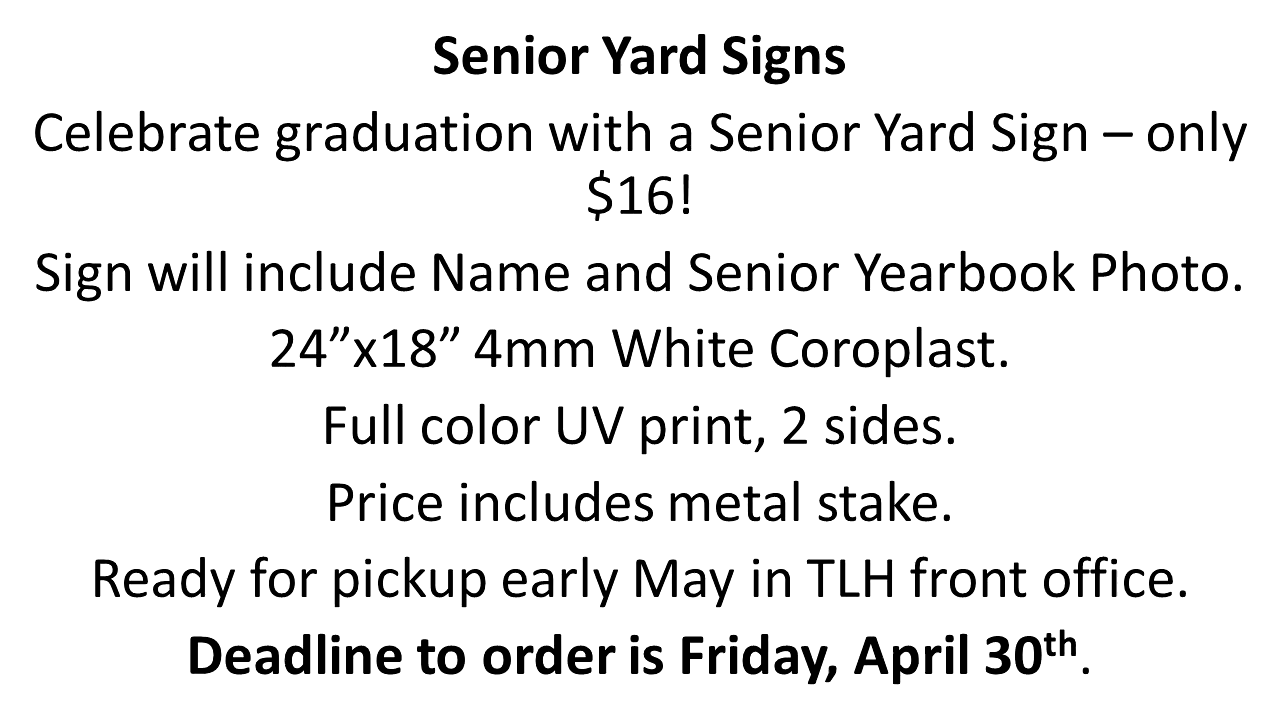 Senior Yard Signs
Celebrate graduation with a Senior Yard Sign – only
$16!
Sign will include Name and Senior Yearbook Photo.
24”x18” 4mm White Coroplast.
Full color UV print, 2 sides.
Price includes metal stake.
Ready for pickup early May in TLH front office.
Deadline to order is Friday, April 30th.